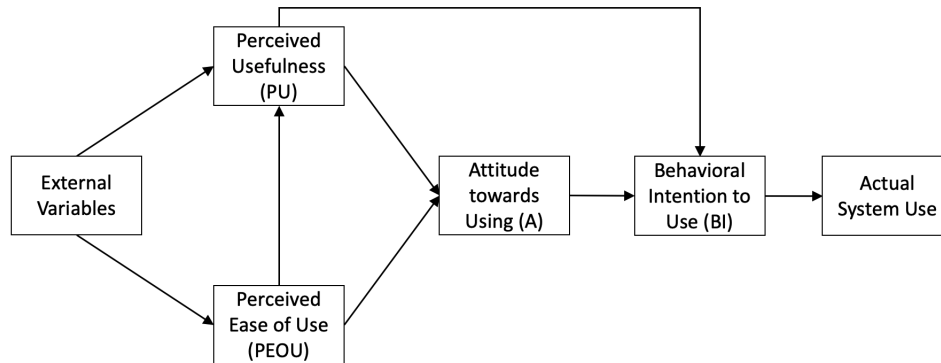 Perceived
Usefulness
(PU)
External
Variables
Attitude
towards
Using (A)
Behavioral
Intention to
Use (BI)
Actual
System Use
Perceived
Ease of Use
(PEOU)